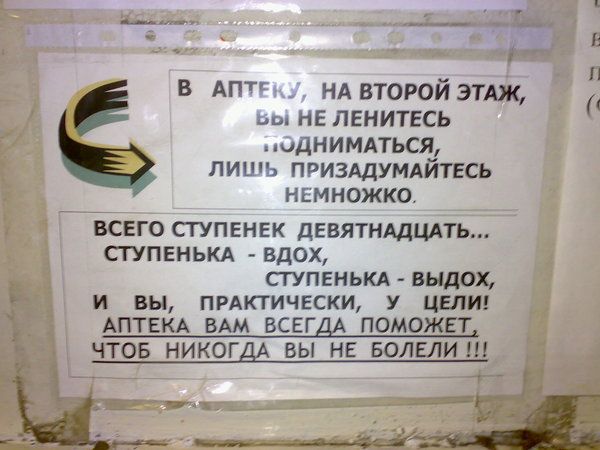 В АПТЕКУ, НА ВТОРОЙ ЭТАЖ,
ВЫ НЕ ЛЕНИТЕСЬ
ПОДНИМАТЬСЯ,
ЛИШЬ ПРИЗАДУМАЙТЕСЬ
НЕМНОЖКО.
ВСЕГО СТУПЕНЕК ДЕВЯТНАДЦАТЬ...
СТУПЕНЬКА - ВДОХ,
СТУПЕНЬКА - ВЫДОХ,
И ВЫ, ПРАКТИЧЕСКИ, У ЦЕЛИ!
АПТЕКА ВАМ ВСЕГДА ПОМОЖЕТ,
ЧТОБ НИКОГДА ВЫ НЕ БОЛЕЛИ !!!